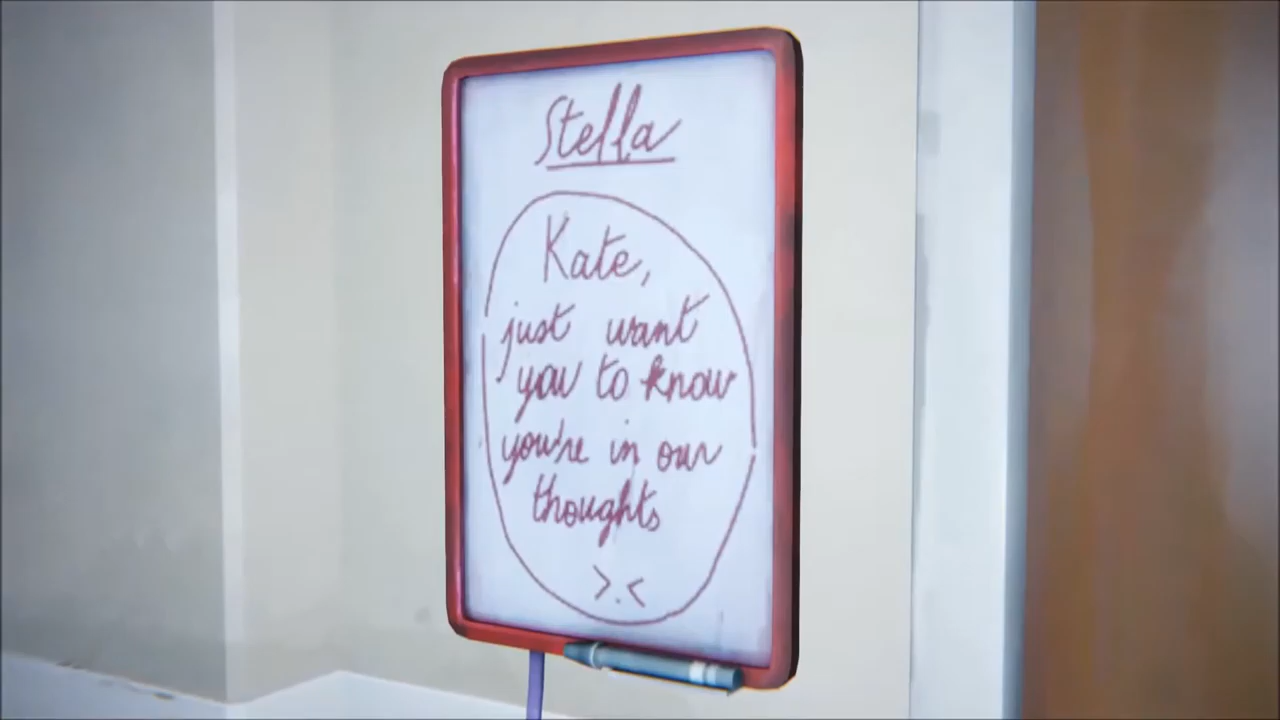 Stella
Kate,
just want
you to know
you're in our
thoughts
>.<